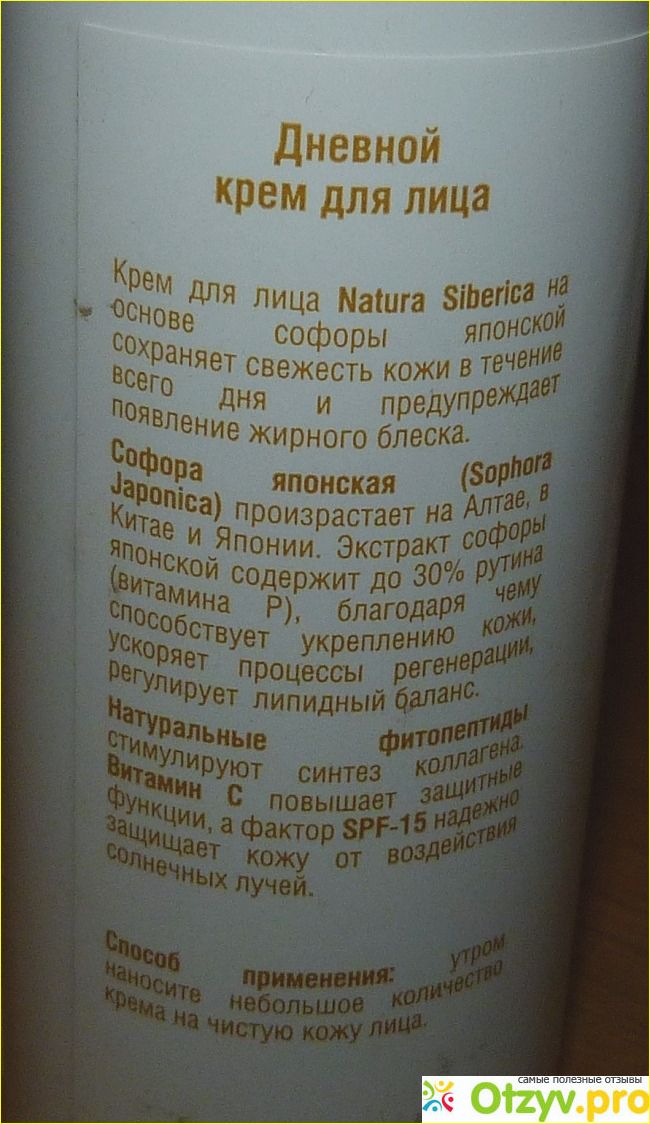 Дневной
крем для лица
Крем для лица Natura Siberica на
основе софоры японской
сохраняет свежесть кожи в течение
всего дня и предупреждает
появление жирного блеска.
Софора японская (Sophora
Japonica) произрастает на Алтае, в
Китае и Японии. Экстракт софоры
японской содержит до 30% рутина
(витамина Р), благодаря чему
способствует укреплению кожи,
ускоряет процессы регенерации,
регулирует липидный баланс.
Натуральные фитопептиды
стимулируют синтез коллагена.
Витамин С повышает защитные
функции, а фактор SPF-15 надежно
защищает кожу от воздействия
солнечных лучей.
Способ применения: утром
наносите небольшое количество
крема на чистую кожу лица.
самые полезные отзывы
Otzyv.pro